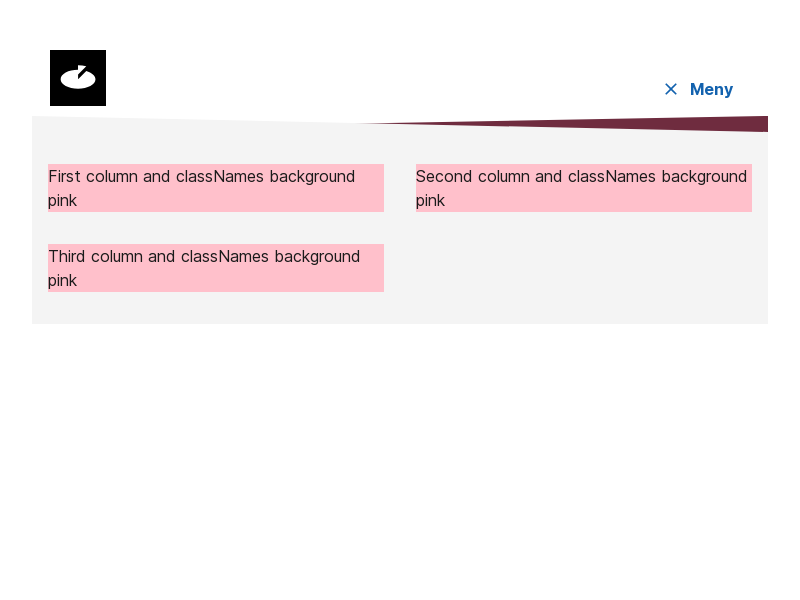 Meny
First column and classNames background
pink
Second column and classNames background
pink
Third column and classNames background
pink